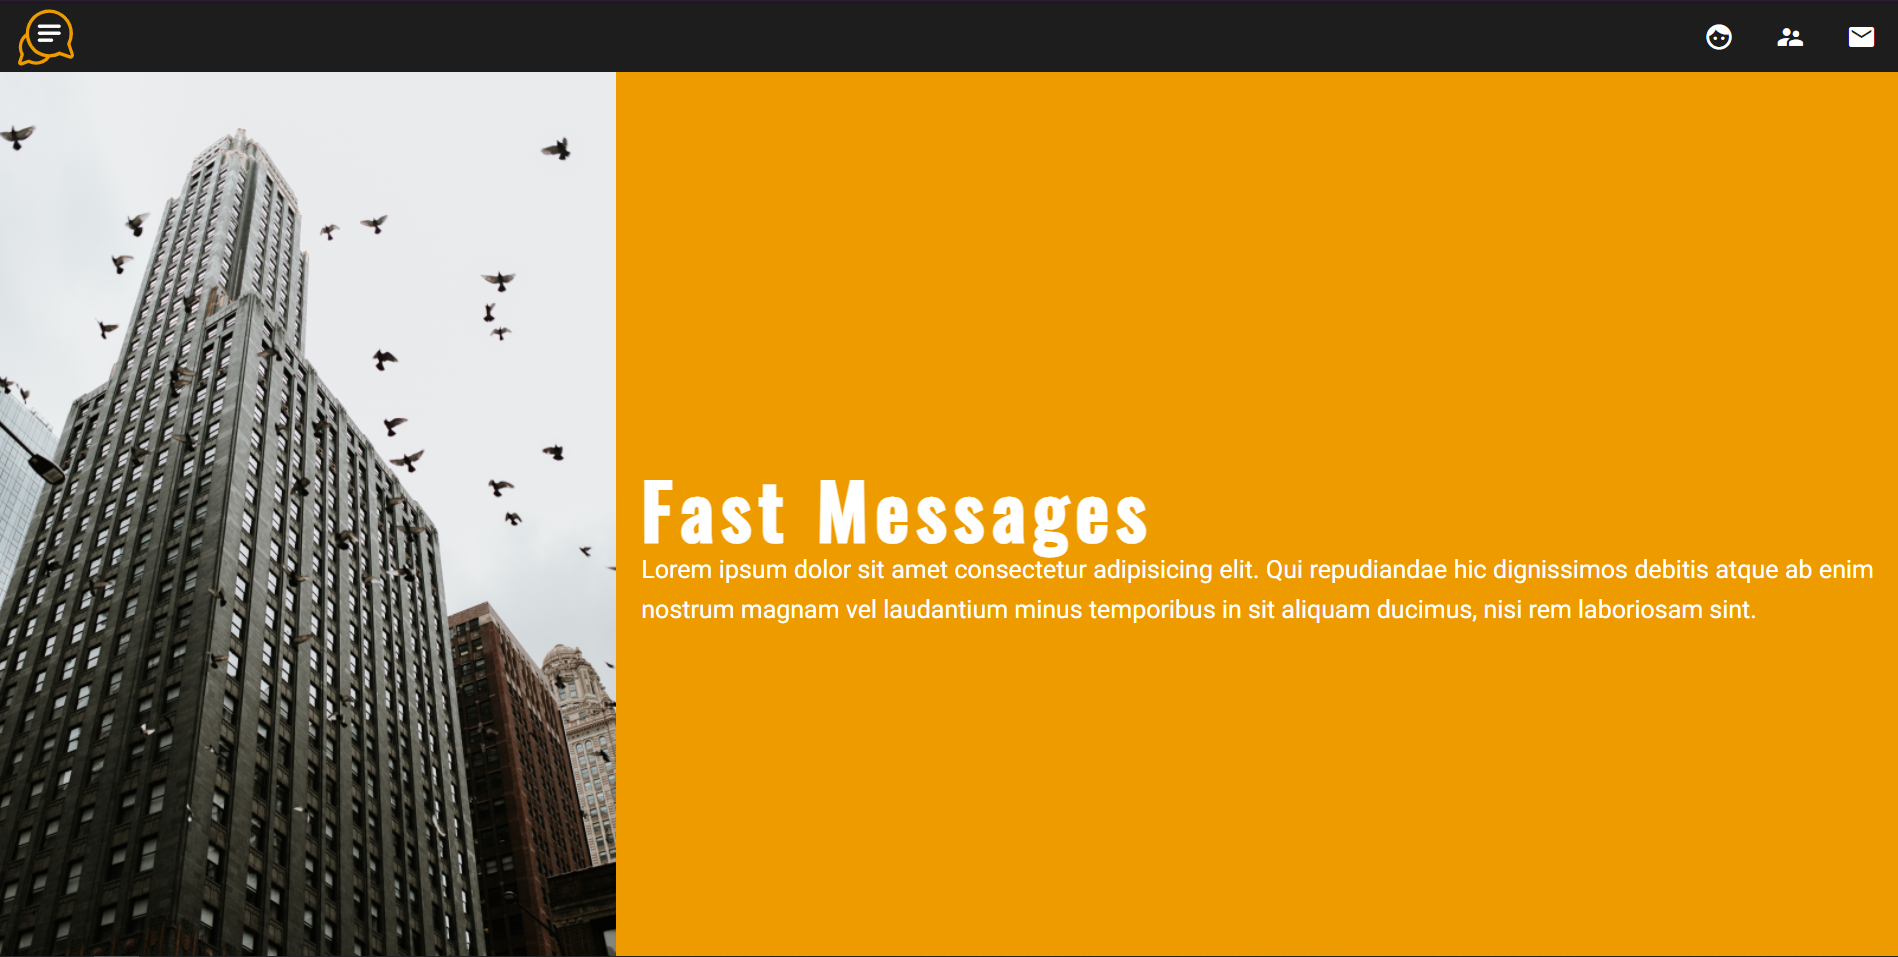 Fast Messages
Lorem ipsum dolor sit amet consectetur adipisicing elit. Qui repudiandae hic dignissimos debitis atque ab enim
nostrum magnam vel laudantium minus temporibus in sit aliquam ducimus, nisi rem laboriosam sint.